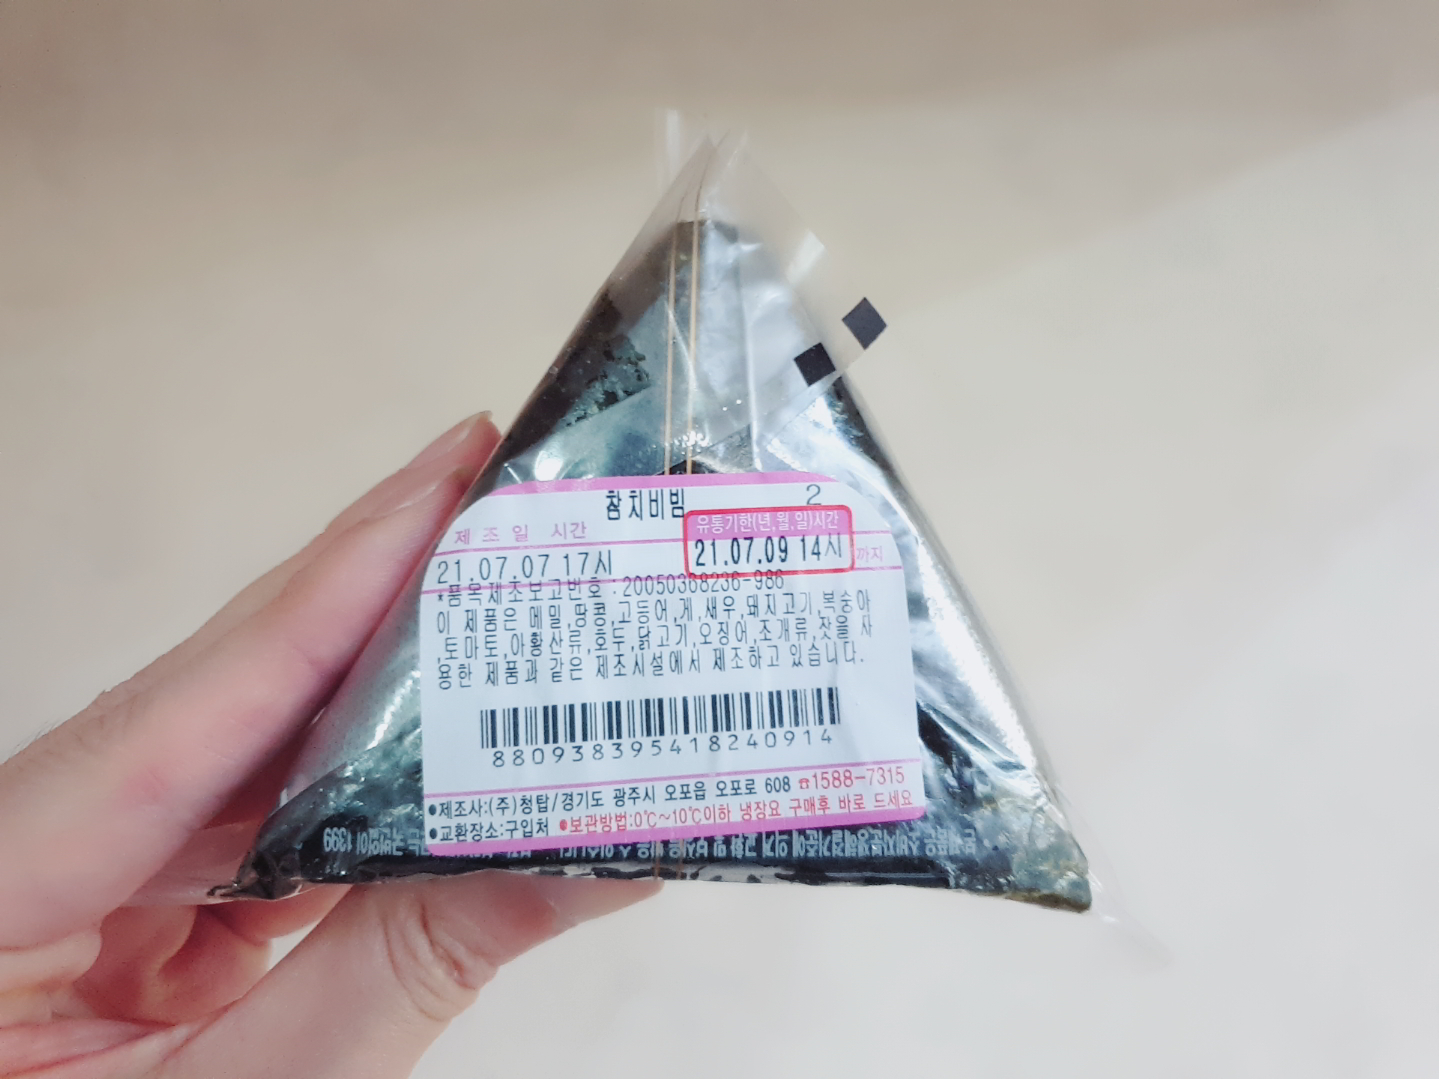 참치비빔 2
제 조 일 시간 유통기한(년,월,일)시간
21.07.07 17시 21.07.09 14시 까지
*품목제조보고번호 : 20050368236-986
이 제품은 메밀,땅콩,고등어,게,새우,돼지고기,복숭아
,토마토,아황산류,호두,닭고기,오징어,조개류,잣을 사
용한 제품과 같은 제조시설에서 제조하고 있습니다.
880938395418240914
●제조사:(주)청탑/경기도 광주시 오포읍 오포로 608 ☎1588-7315
●교환장소:구입처 ●보관방법:0℃~10℃이하 냉장요 구매후 바로 드세요
1399